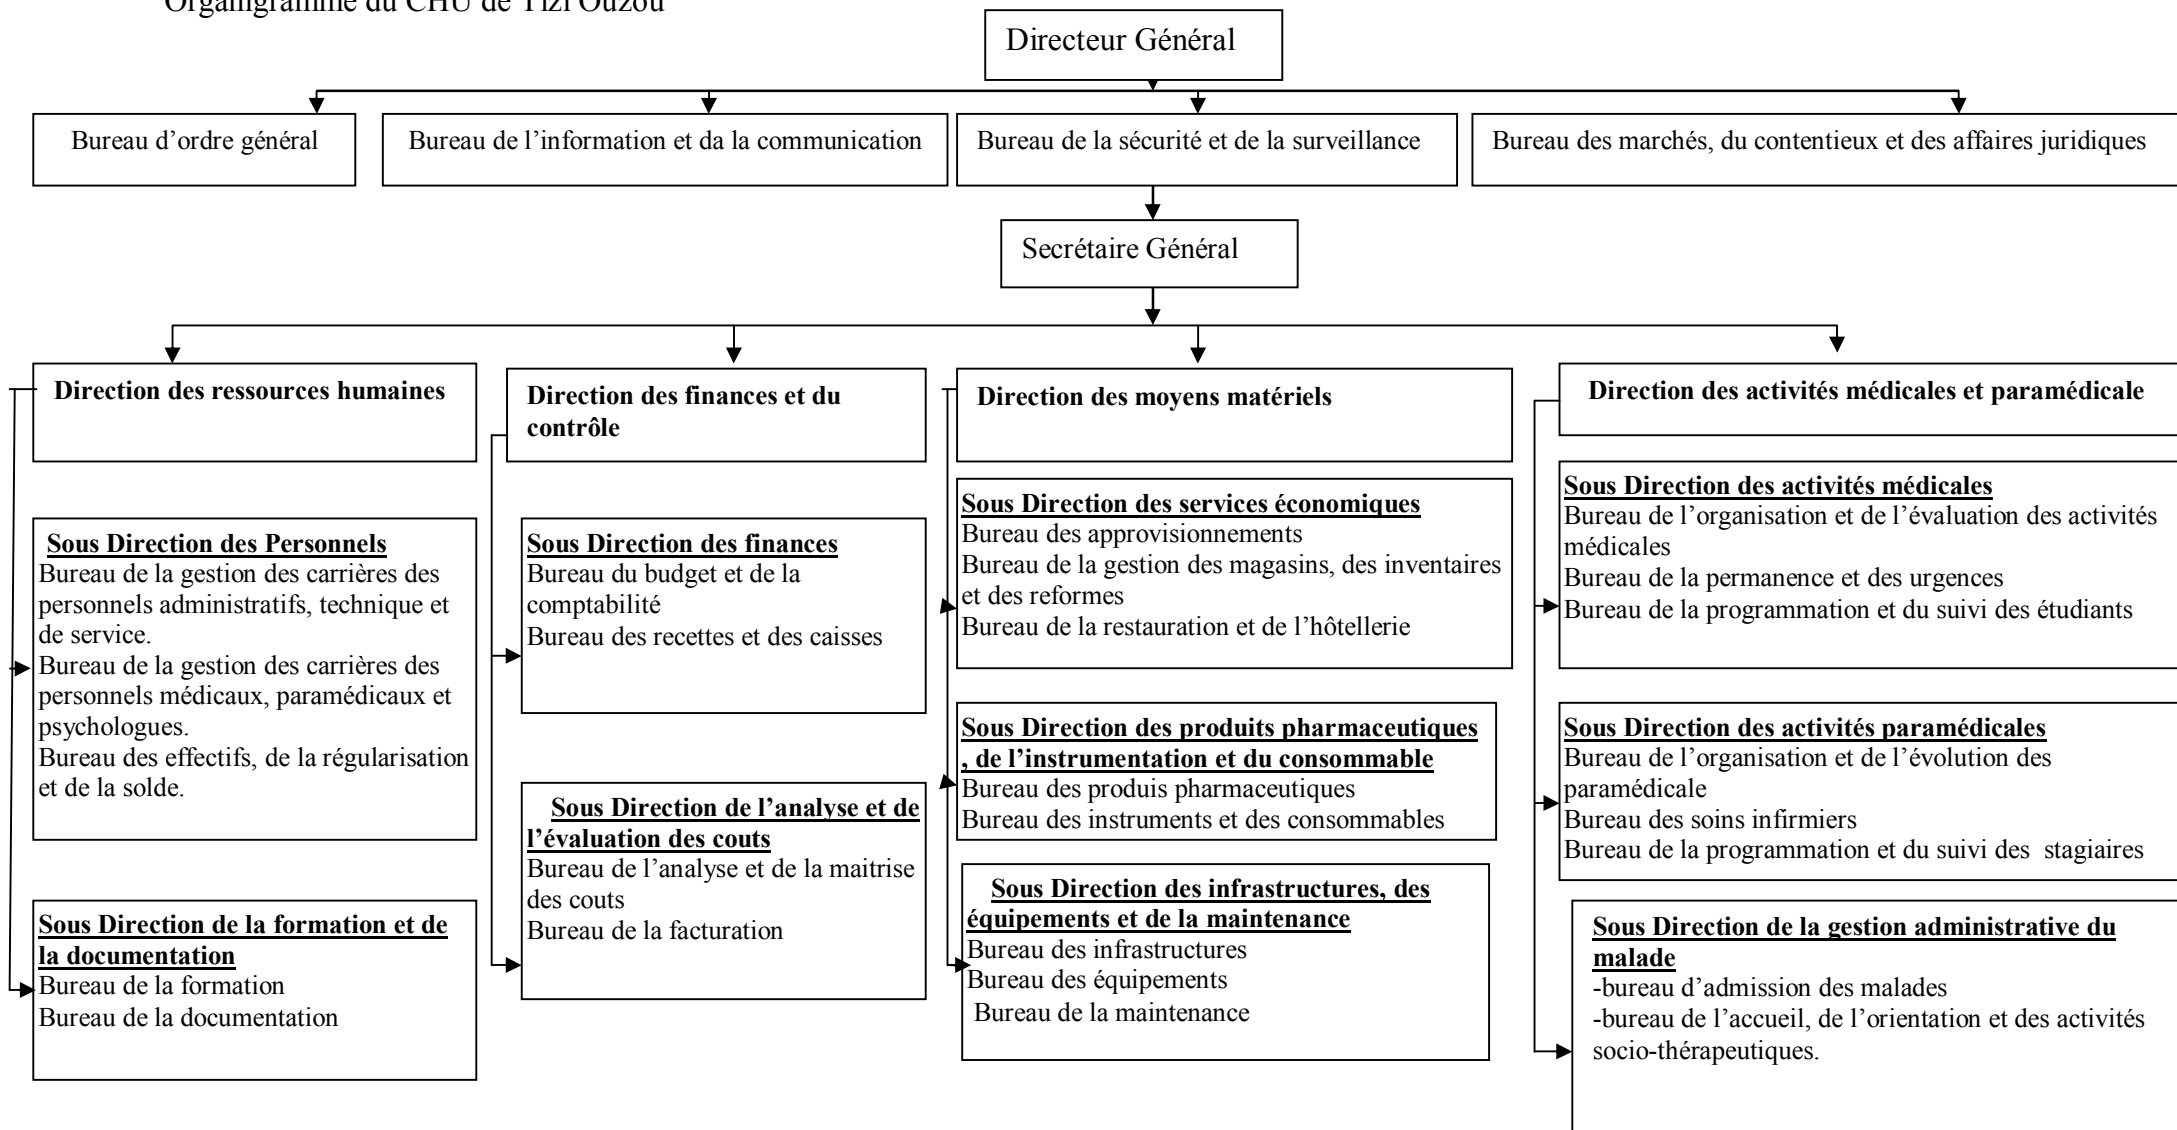 Organigramme du CHU de Tizi Ouzou
Directeur Général
Bureau d’ordre général
Bureau de l’information et da la communication
Bureau de la sécurité et de la surveillance
Bureau des marchés, du contentieux et des affaires juridiques
Secrétaire Général
Direction des ressources humaines
Sous Direction des Personnels
Bureau de la gestion des carrières des
personnels administratifs, technique et
de service.
Bureau de la gestion des carrières des
personnels médicaux, paramédicaux et
psychologues.
Bureau des effectifs, de la régularisation
et de la solde.
Sous Direction de la formation et de
la documentation
Bureau de la formation
Bureau de la documentation
Direction des finances et du
contrôle
Sous Direction des finances
Bureau du budget et de la
comptabilité
Bureau des recettes et des caisses
Sous Direction de l’analyse et de
l’évaluation des couts
Bureau de l’analyse et de la maitrise
des couts
Bureau de la facturation
Direction des moyens matériels
Sous Direction des services économiques
Bureau des approvisionnements
Bureau de la gestion des magasins, des inventaires
et des reformes
Bureau de la restauration et de l’hôtellerie
Sous Direction des produits pharmaceutiques
, de l’instrumentation et du consommable
Bureau des produis pharmaceutiques
Bureau des instruments et des consommables
Sous Direction des infrastructures, des
équipements et de la maintenance
Bureau des infrastructures
Bureau des équipements
Bureau de la maintenance
Direction des activités médicales et paramédicale
Sous Direction des activités médicales
Bureau de l’organisation et de l’évaluation des activités
médicales
Bureau de la permanence et des urgences
Bureau de la programmation et du suivi des étudiants
Sous Direction des activités paramédicales
Bureau de l’organisation et de l’évolution des
paramédicale
Bureau des soins infirmiers
Bureau de la programmation et du suivi des  stagiaires
Sous Direction de la gestion administrative du
malade
-bureau d’admission des malades
-bureau de l’accueil, de l’orientation et des activités
socio-thérapeutiques.